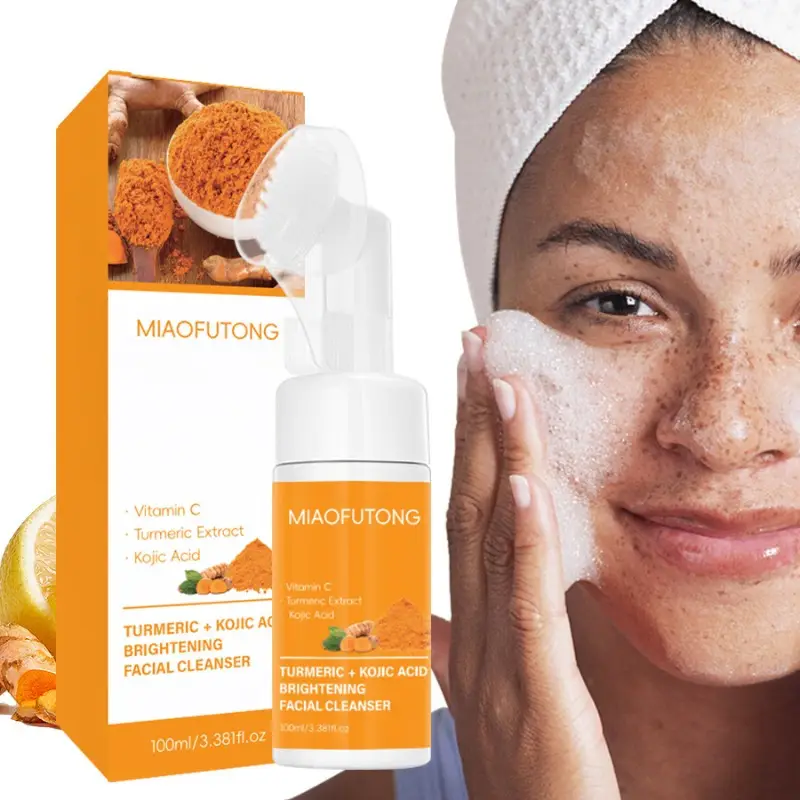 MIAOFUTONG
· Vitamin C
· Turmeric Extract
· Kojic Acid
TURMERIC + KOJIC
BRIGHTENING
FACIAL CLEANSER
100ml/3.381fl.oz
MIAOFUTONG
Vitamin C
Turmeric Extract
Kojic Acid
TURMERIC + KOJIC ACID
BRIGHTENING
FACIAL CLEANSER
100ml/3.381fl.oz